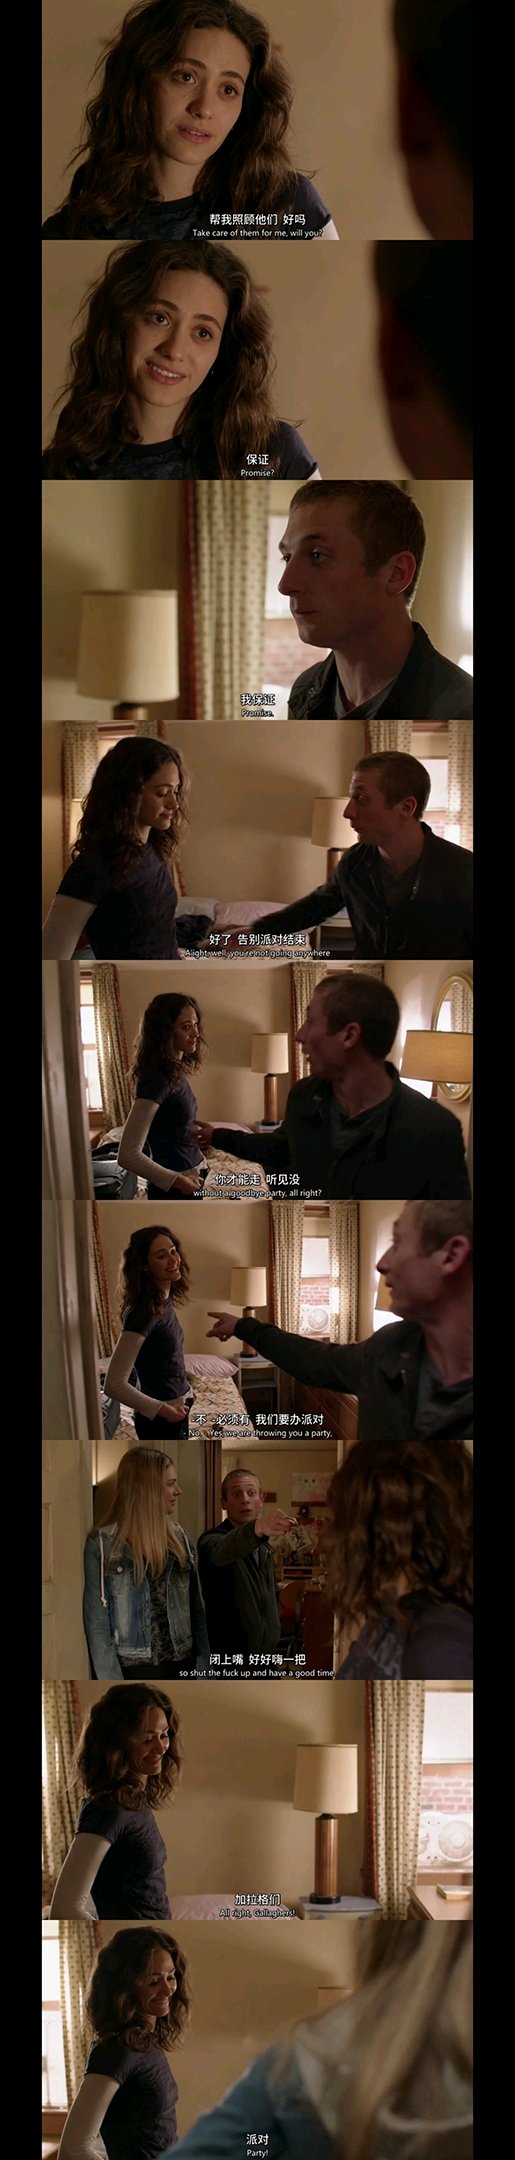 帮我照顾他们 好吗
Take care of them for me, will you?
保证
Promise?
我保证
Promise.
好了 告别派对结束
Alight, well, you're not going anywhere
你才能走 听见没
without a goodbye party, all right?
-不 -必须有 我们要办派对
- No. - Yes, we are throwing you a party,
闭上嘴 好好嗨一把
so shut the fuck up and have a good time.
加拉格们
All right, Gallaghers!
派对
Party!